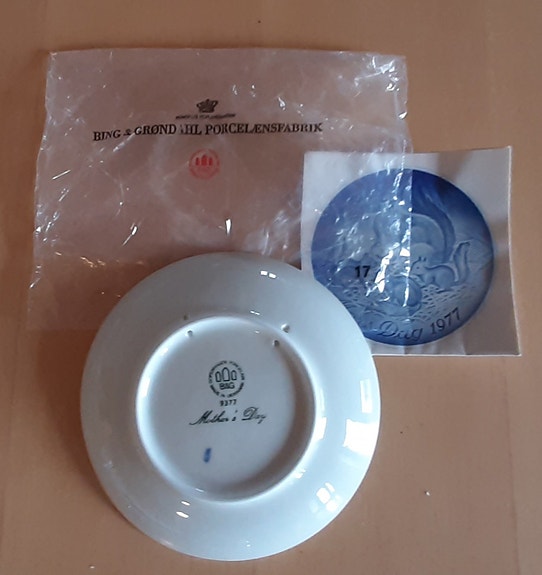 BING & GRØNDAHL PORCELÆNSFABRIK
17
Dag 1977
B&G
9377
Mother's Day